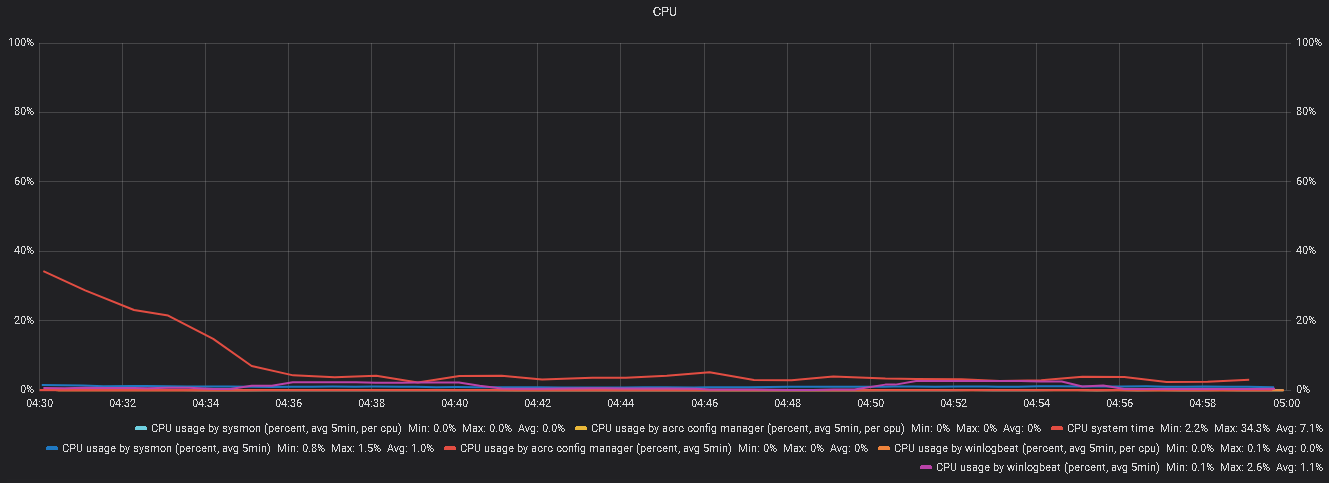 CPU
100% 100%
80% 80%
60% 60%
40% 40%
20% 20%
0% 0%
04:30 04:32 04:34 04:36 04:38 04:40 04:42 04:44 04:46 04:48 04:50 04:52 04:54 04:56 04:58 05:00
CPU usage by sysmon (percent, avg 5min, per cpu) Min: 0.0% Max: 0.0% Avg: 0.0% CPU usage by acrc config manager (percent, avg 5min, per cpu) Min: 0% Max: 0% Avg: 0% CPU system time Min: 2.2% Max: 34.3% Avg: 7.1%
CPU usage by sysmon (percent, avg 5min) Min: 0.8% Max: 1.5% Avg: 1.0% CPU usage by acrc config manager (percent, avg 5min) Min: 0% Max: 0% Avg: 0% CPU usage by winlogbeat (percent, avg 5min, per cpu) Min: 0.0% Max: 0.1% Avg: 0.0%
CPU usage by winlogbeat (percent, avg 5min) Min: 0.1% Max: 2.6% Avg: 1.1%